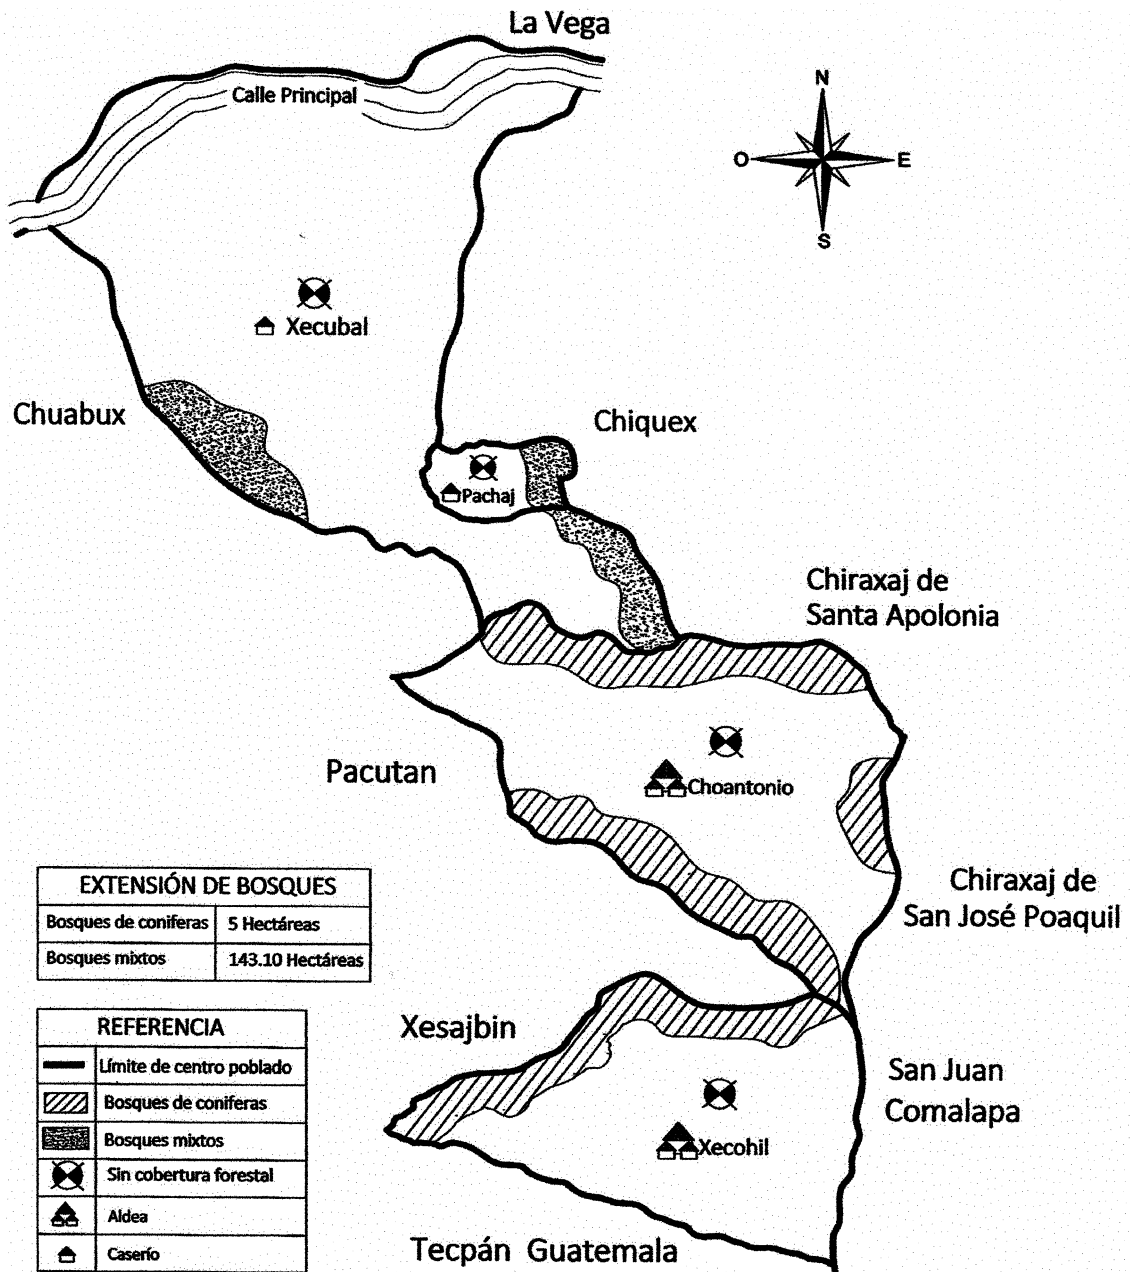 La Vega
Calle Principal
N
O
E
S
Xecubal
Chuabux
Chiquex
Pachaj
Chiraxaj de
Santa Apolonia
Pacutan
Choantonio
EXTENSIÓN DE BOSQUES
Bosques de coniferas 5 Hectáreas
Bosques mixtos 143.10 Hectáreas
Chiraxaj de
San José Poaquil
REFERENCIA
Límite de centro poblado
Bosques de coniferas
Bosques mixtos
Sin cobertura forestal
Aldea
Caserío
Xesajbin
San Juan
Comalapa
Xecohil
Tecpán Guatemala